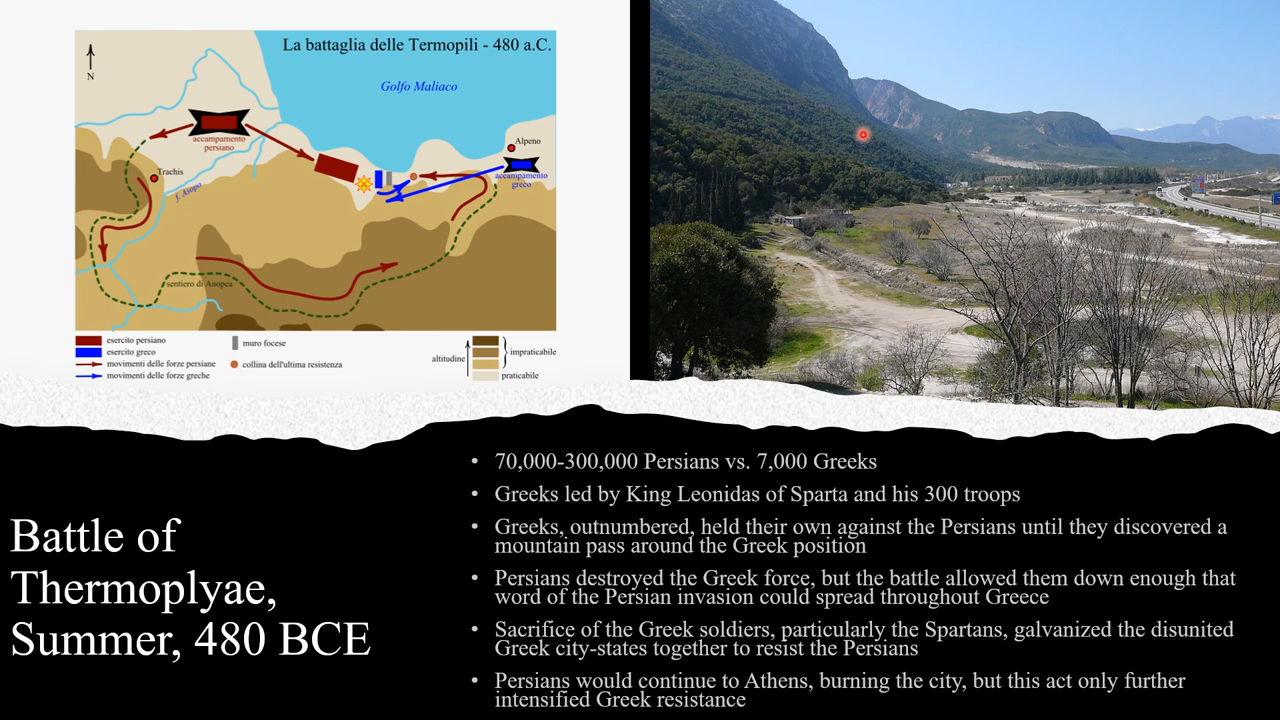 La battaglia delle Termopili - 480 a.C.
N
Golfo Maliaco
accampamento
persiano
Alpeno
Trachis
accampamento
greco
f. Asopo
sentiero di Anopea
esercito persiano
esercito greco
movimenti delle forze persiane
movimenti delle forze greche
muro focese
collina dell'ultima resistenza
altitudine
impraticabile
praticabile
Battle of
Thermoplyae,
Summer, 480 BCE
• 70,000-300,000 Persians vs. 7,000 Greeks
• Greeks led by King Leonidas of Sparta and his 300 troops
• Greeks, outnumbered, held their own against the Persians until they discovered a
mountain pass around the Greek position
• Persians destroyed the Greek force, but the battle allowed them down enough that
word of the Persian invasion could spread throughout Greece
• Sacrifice of the Greek soldiers, particularly the Spartans, galvanized the disunited
Greek city-states together to resist the Persians
• Persians would continue to Athens, burning the city, but this act only further
intensified Greek resistance